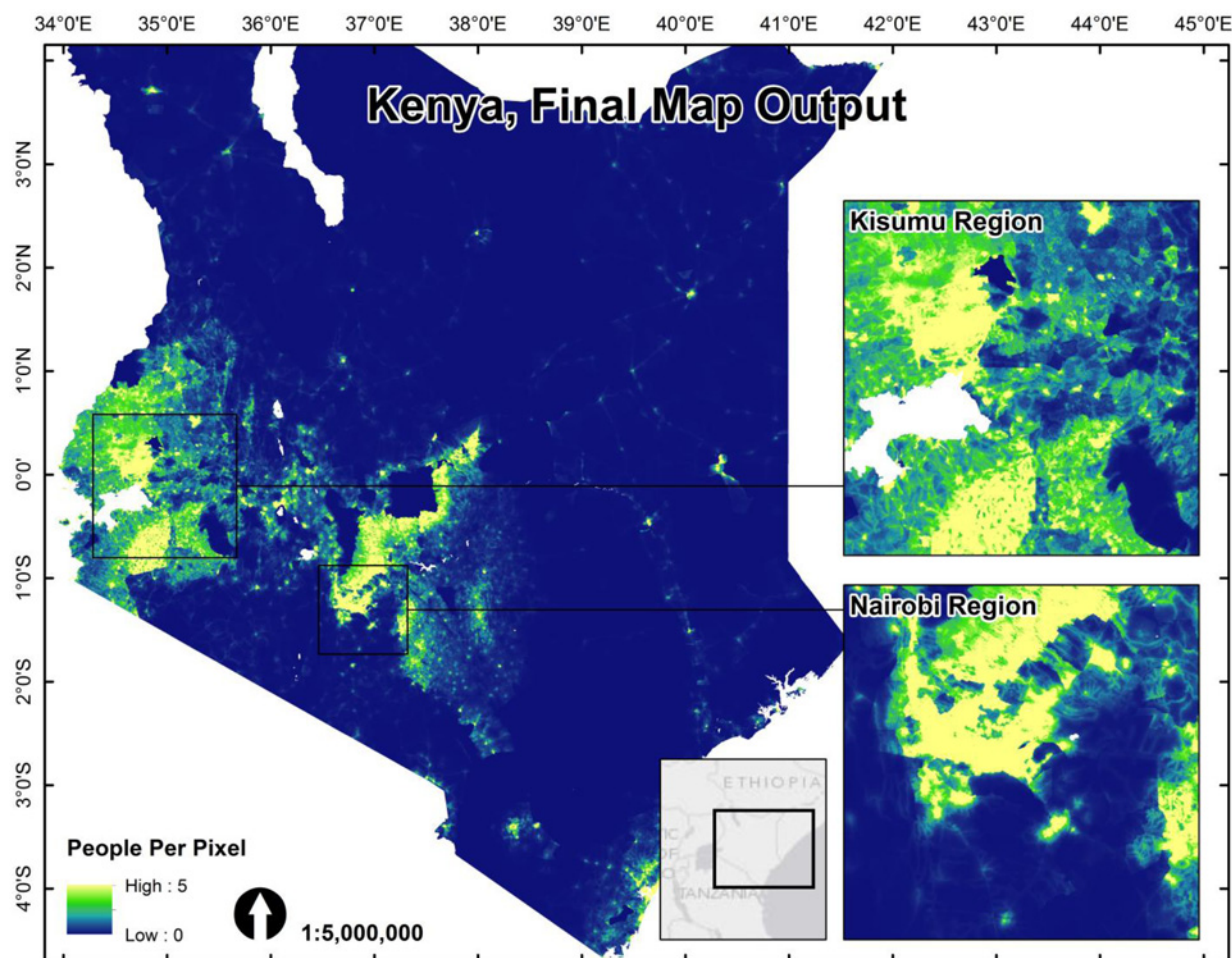 34°0'E 35°0'E 36°0'E 37°0'E 38°0'E 39°0'E 40°0'E 41°0'E 42°0'E 43°0'E 44°0'E 45°0'E
Kenya, Final Map Output
3°0'N
2°0'N
1°0'N
0°0'
1°0'S
2°0'S
3°0'S
4°0'S
Kisumu Region
Nairobi Region
ETHIOPIA
TIC
OF
O
TANZANIA
People Per Pixel
High : 5
Low : 0
1:5,000,000